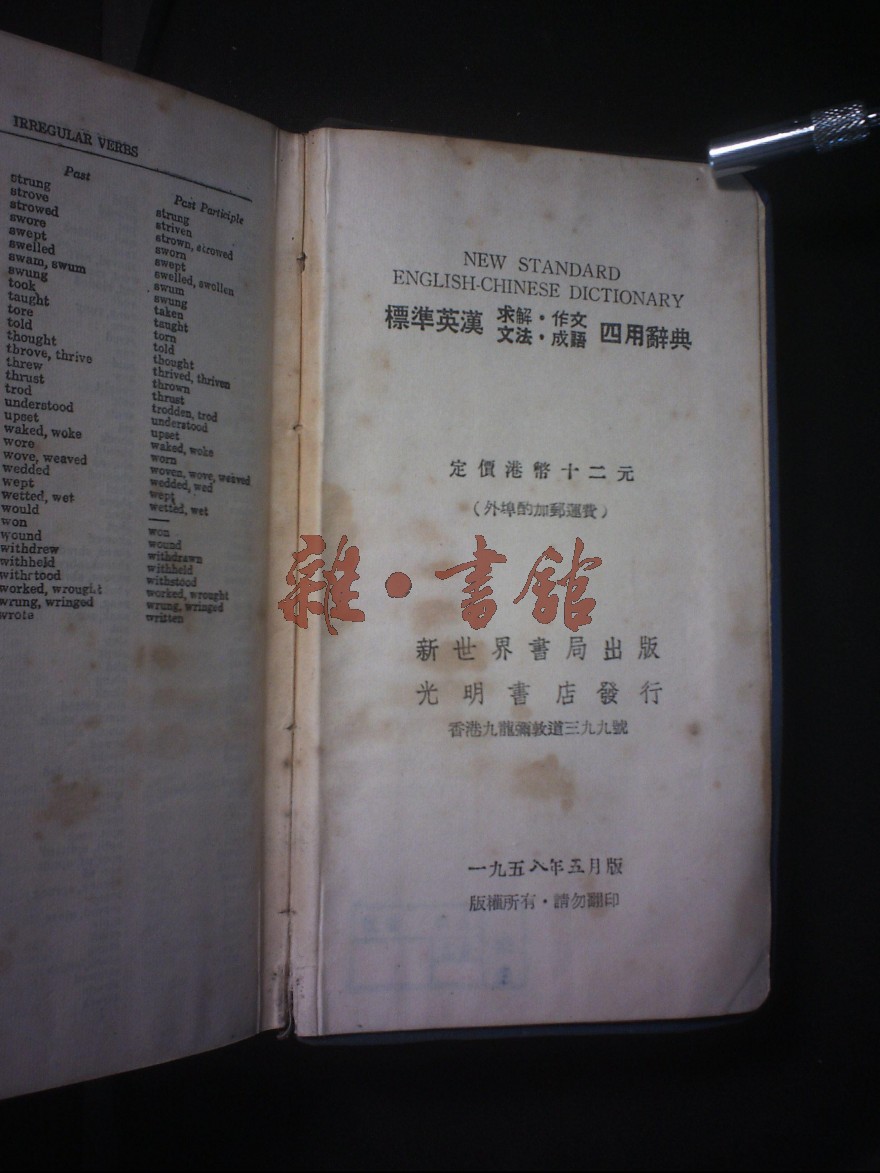 IRREGULAR VERBS
Past Past Participle
strung strung
strove striven
strowed strown, strowed
swore sworn
swept swept
swelled swelled, swollen
swam, swum swum
swung swung
took taken
taught taught
tore torn
told told
thought thought
throve, thrive thrived, thriven
threw thrown
thrust thrust
trod trodden, trod
understood understood
upset upset
waked, woke waked, woke
wore worn
wove, weaved woven, wove, weaved
wedded wedded, wed
wept wept
wetted, wet wetted, wet
would —
won won
wound wound
withdrew withdrawn
withheld withheld
withstood withstood
worked, wrought worked, wrought
wrung, wringed wrung, wringed
wrote written
NEW STANDARD
ENGLISH-CHINESE DICTIONARY
標準英漢 求解·作文 文法·成語 四用辭典
定價港幣十二元
(外埠酌加郵運費)
雜·書館
新世界書局出版
光明書店發行
香港九龍彌敦道三九九號
一九五八年五月版
版權所有·請勿翻印